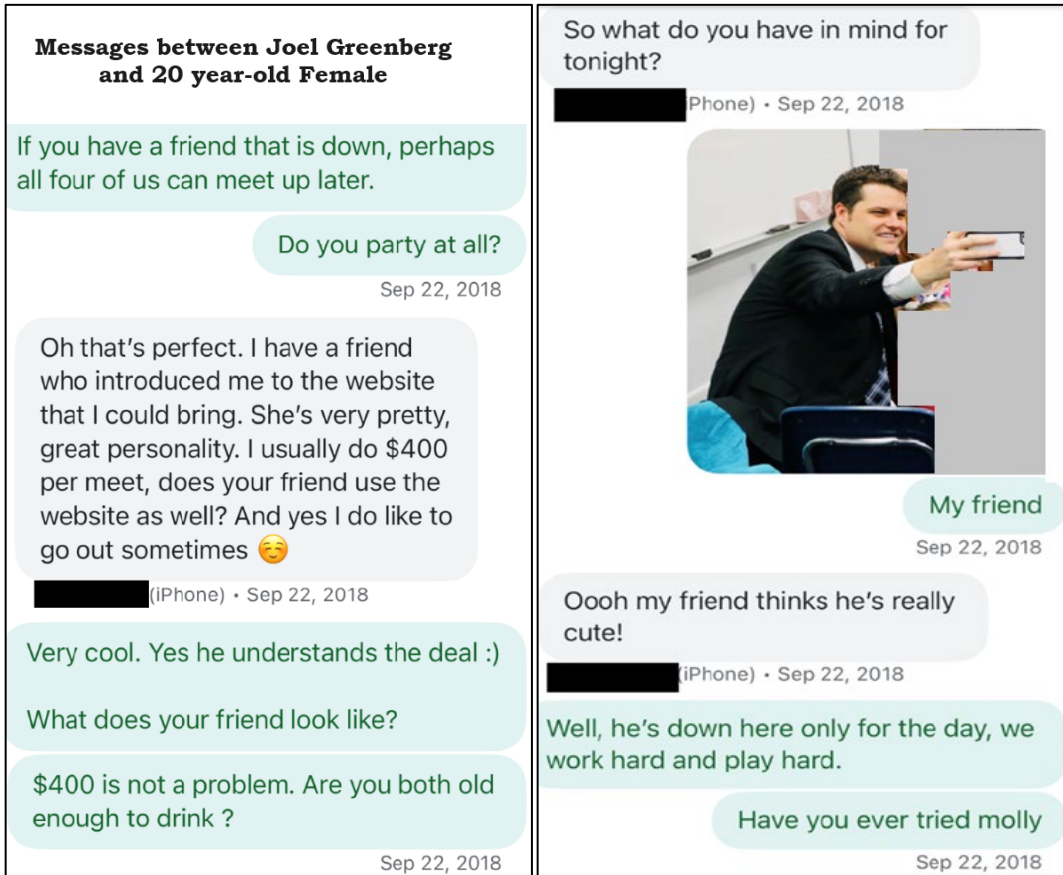 Messages between Joel Greenberg
and 20 year-old Female
If you have a friend that is down, perhaps
all four of us can meet up later.
Do you party at all?
Sep 22, 2018
Oh that's perfect. I have a friend
who introduced me to the website
that I could bring. She's very pretty,
great personality. I usually do $400
per meet, does your friend use the
website as well? And yes I do like to
go out sometimes ☺️
(iPhone) • Sep 22, 2018
Very cool. Yes he understands the deal :)
What does your friend look like?
$400 is not a problem. Are you both old
enough to drink ?
Sep 22, 2018
So what do you have in mind for
tonight?
iPhone) • Sep 22, 2018
My friend
Sep 22, 2018
Oooh my friend thinks he's really
cute!
(iPhone) • Sep 22, 2018
Well, he's down here only for the day, we
work hard and play hard.
Have you ever tried molly
Sep 22, 2018